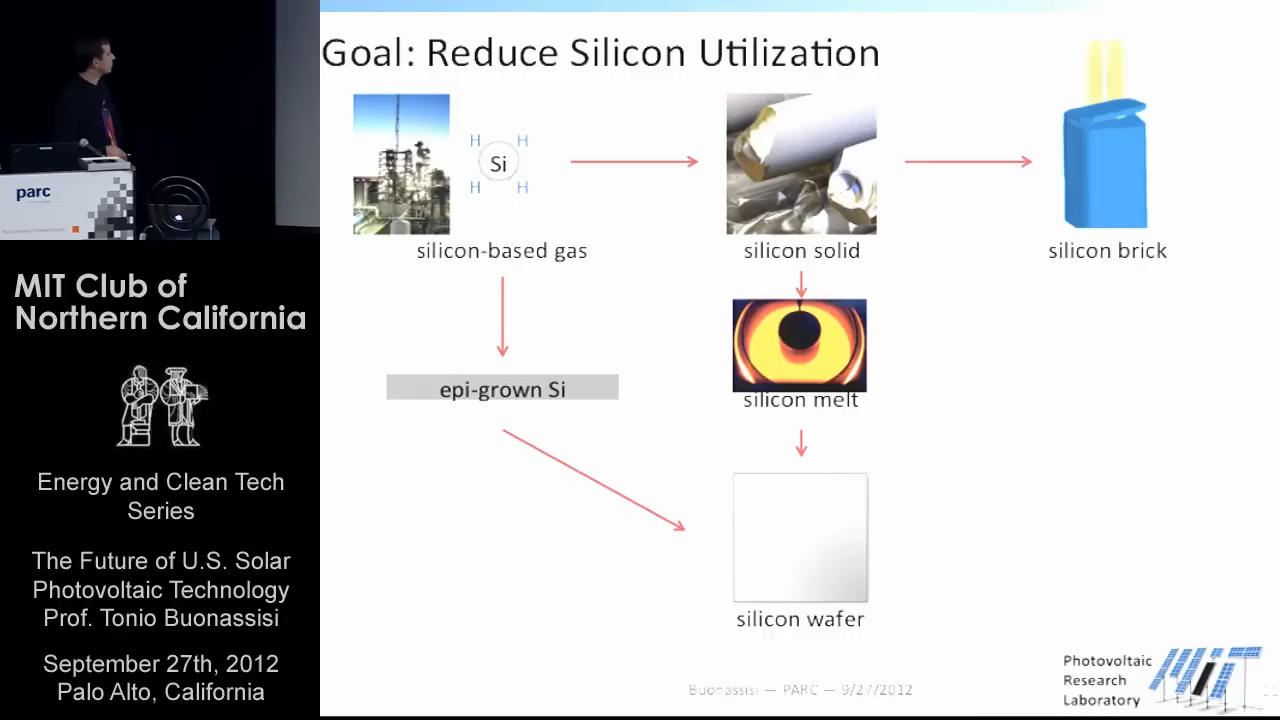 Goal: Reduce Silicon Utilization
H H
Si
H H
silicon-based gas
silicon solid
silicon brick
epi-grown Si
silicon melt
silicon wafer
Buonassisi — PARC — 9/27/2012
Photovoltaic
Research
Laboratory
MIT
parc
MIT Club of
Northern California
Energy and Clean Tech
Series
The Future of U.S. Solar
Photovoltaic Technology
Prof. Tonio Buonassisi
September 27th, 2012
Palo Alto, California